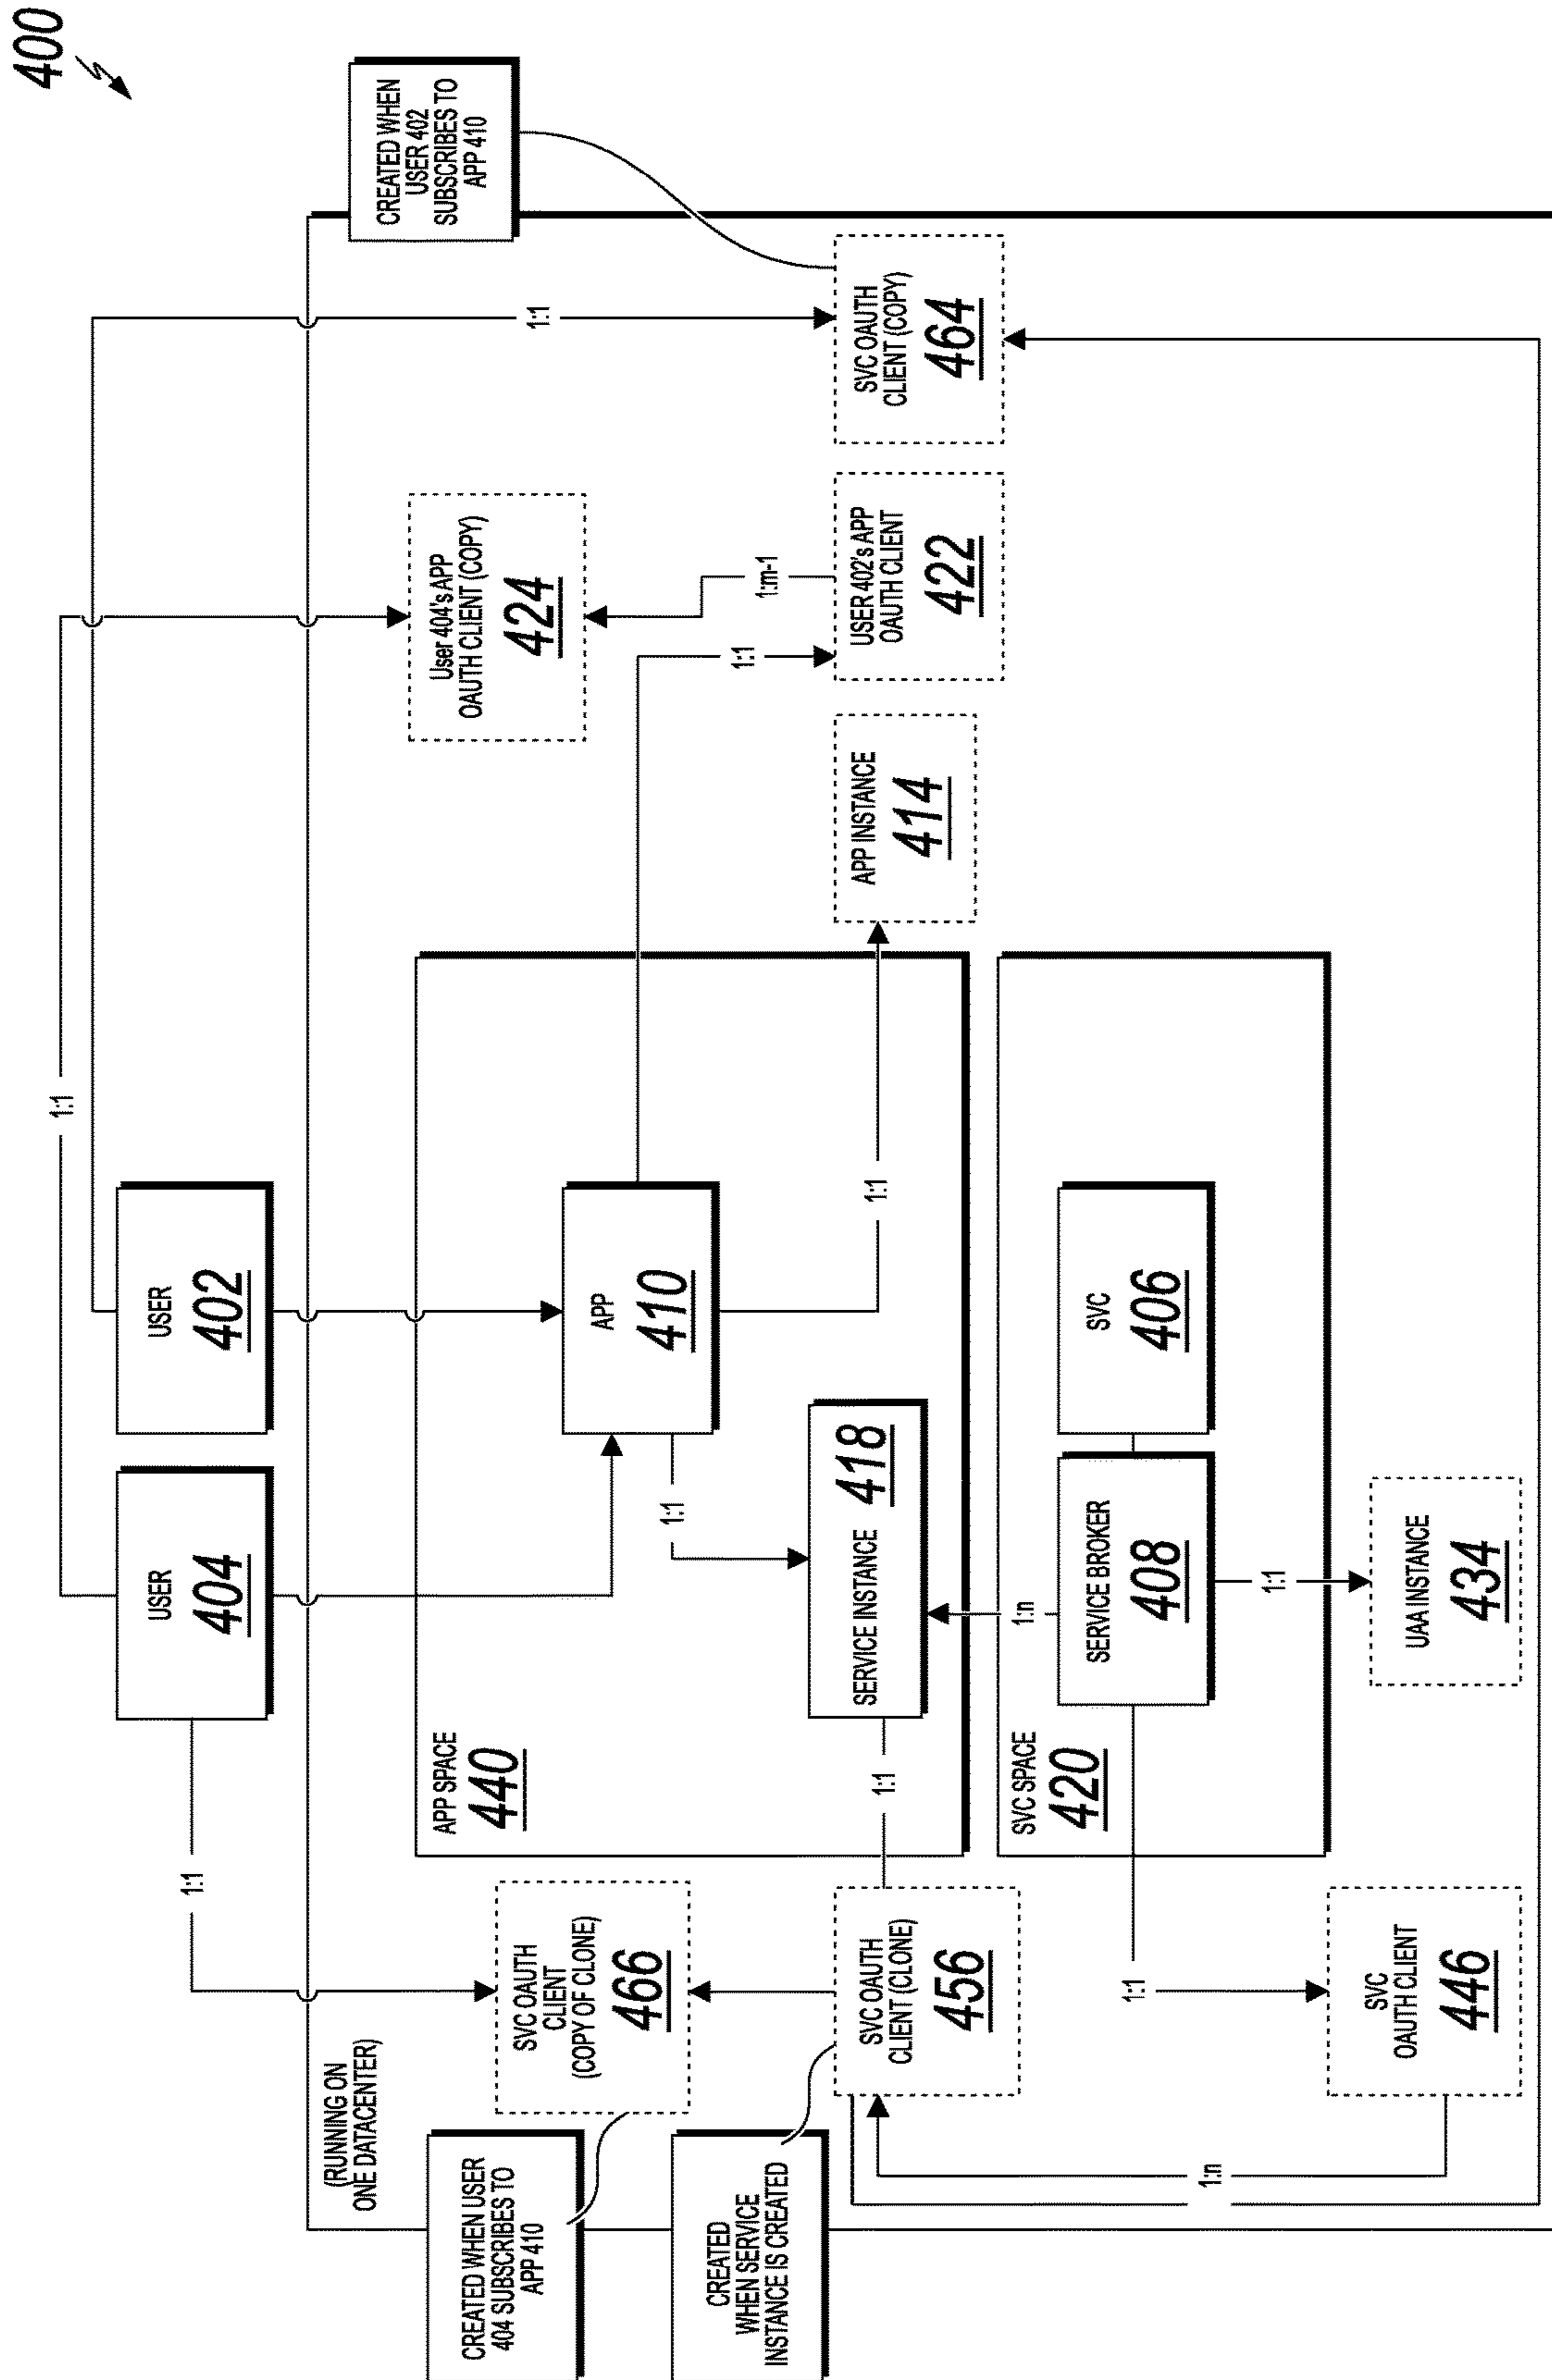 400
CREATED WHEN
USER 402
SUBSCRIBES TO
APP 410
1:1
1:1
USER
404
USER
402
1:1
(RUNNING ON
ONE DATACENTER)
CREATED WHEN USER
404 SUBSCRIBES TO
APP 410
SVC OAUTH
CLIENT
(COPY OF CLONE)
466
APP SPACE
440
APP
410
1:1
User 404's APP
OAUTH CLIENT (COPY)
424
1:1
1:m-1
CREATED
WHEN SERVICE
INSTANCE IS CREATED
SVC OAUTH
CLIENT (CLONE)
456
1:1
SERVICE INSTANCE
418
1:1
APP INSTANCE
414
USER 402's APP
OAUTH CLIENT
422
SVC OAUTH
CLIENT (COPY)
464
1:n
SVC SPACE
420
SERVICE BROKER
408
SVC
406
1:1
1:1
1:n
SVC
OAUTH CLIENT
446
UAA INSTANCE
434